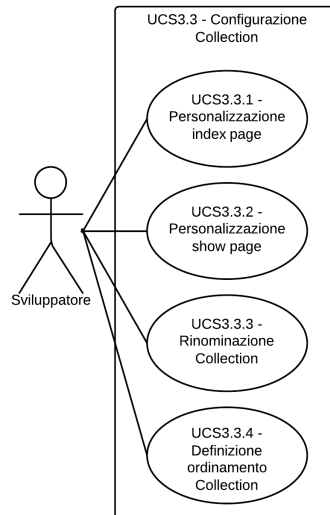 UCS3.3 - Configurazione
Collection
UCS3.3.1 -
Personalizzazione
index page
UCS3.3.2 -
Personalizzazione
show page
Sviluppatore
UCS3.3.3 -
Rinominazione
Collection
UCS3.3.4 -
Definizione
ordinamento
Collection